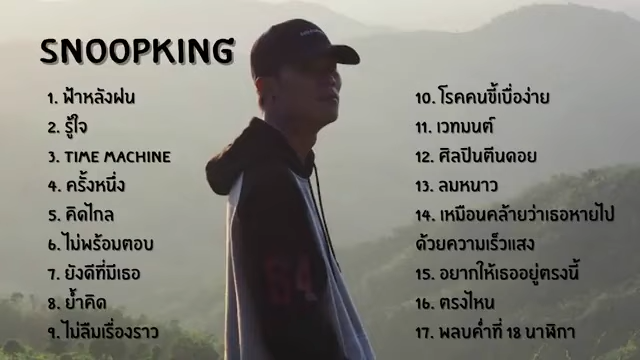 SNOOPKING
1. ฟ้าหลังฝน
2. รู้ใจ
3. TIME MACHINE
4. ครั้งหนึ่ง
5. คิดไกล
6. ไม่พร้อมตอบ
7. ยังดีที่มีเธอ
8. ย้ำคิด
9. ไม่ลืมเรื่องราว
10. โรคคนขี้เบื่อง่าย
11. เวทมนต์
12. ศิลปินตีนดอย
13. ลมหนาว
14. เหมือนคล้ายว่าเธอหายไป
ด้วยความเร็วแสง
15. อยากให้เธออยู่ตรงนี้
16. ตรงไหน
17. พลบค่ำที่ 18 นาฬิกา